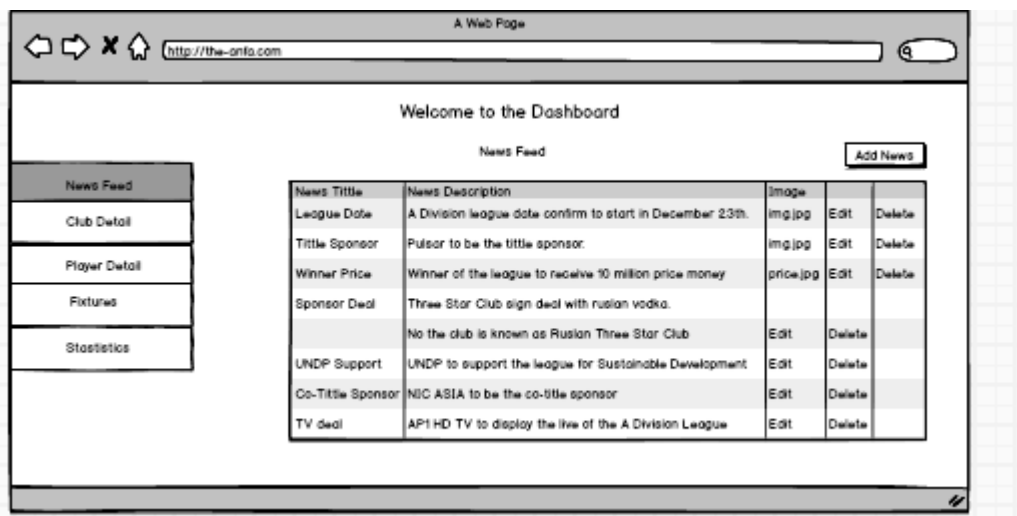 A Web Page
http://the-anfa.com
Welcome to the Dashboard
News Feed
Add News
News Feed
Club Detail
Player Detail
Fixtures
Stastistics
News Tittle News Description Image
League Date A Division league date confirm to start in December 23th. img.jpg Edit Delete
Tittle Sponsor Pulsar to be the tittle sponsor. img.jpg Edit Delete
Winner Price Winner of the league to receive 10 million price money price.jpg Edit Delete
Sponsor Deal Three Star Club sign deal with ruslan vodka.
No the club is known as Ruslan Three Star Club Edit Delete
UNDP Support UNDP to support the league for Sustainable Development Edit Delete
Co-Tittle Sponsor NIC ASIA to be the co-title sponsor Edit Delete
TV deal AP1 HD TV to display the live of the A Division League Edit Delete